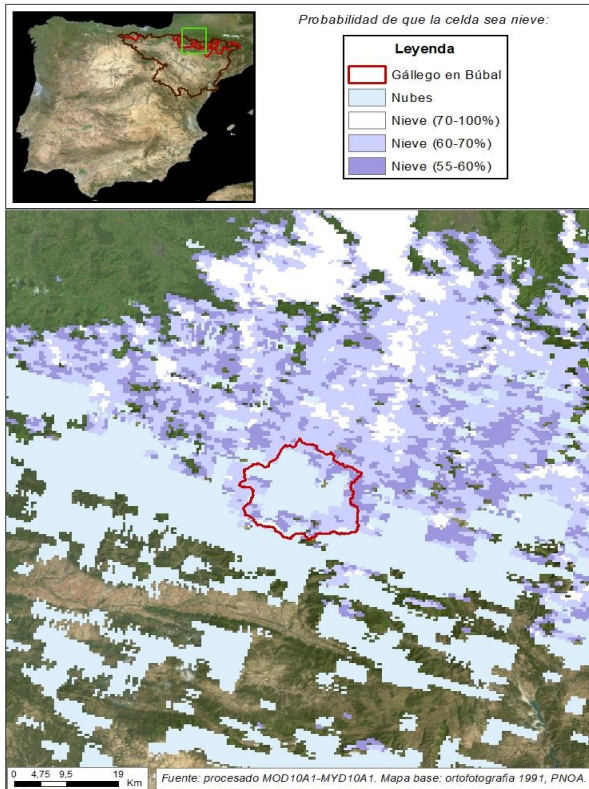 Probabilidad de que la celda sea nieve:
Leyenda
Gállego en Búbal
Nubes
Nieve (70-100%)
Nieve (60-70%)
Nieve (55-60%)
0 4,75 9,5 19
Km
Fuente: procesado MOD10A1-MYD10A1. Mapa base: ortofotografia 1991, PNOA.